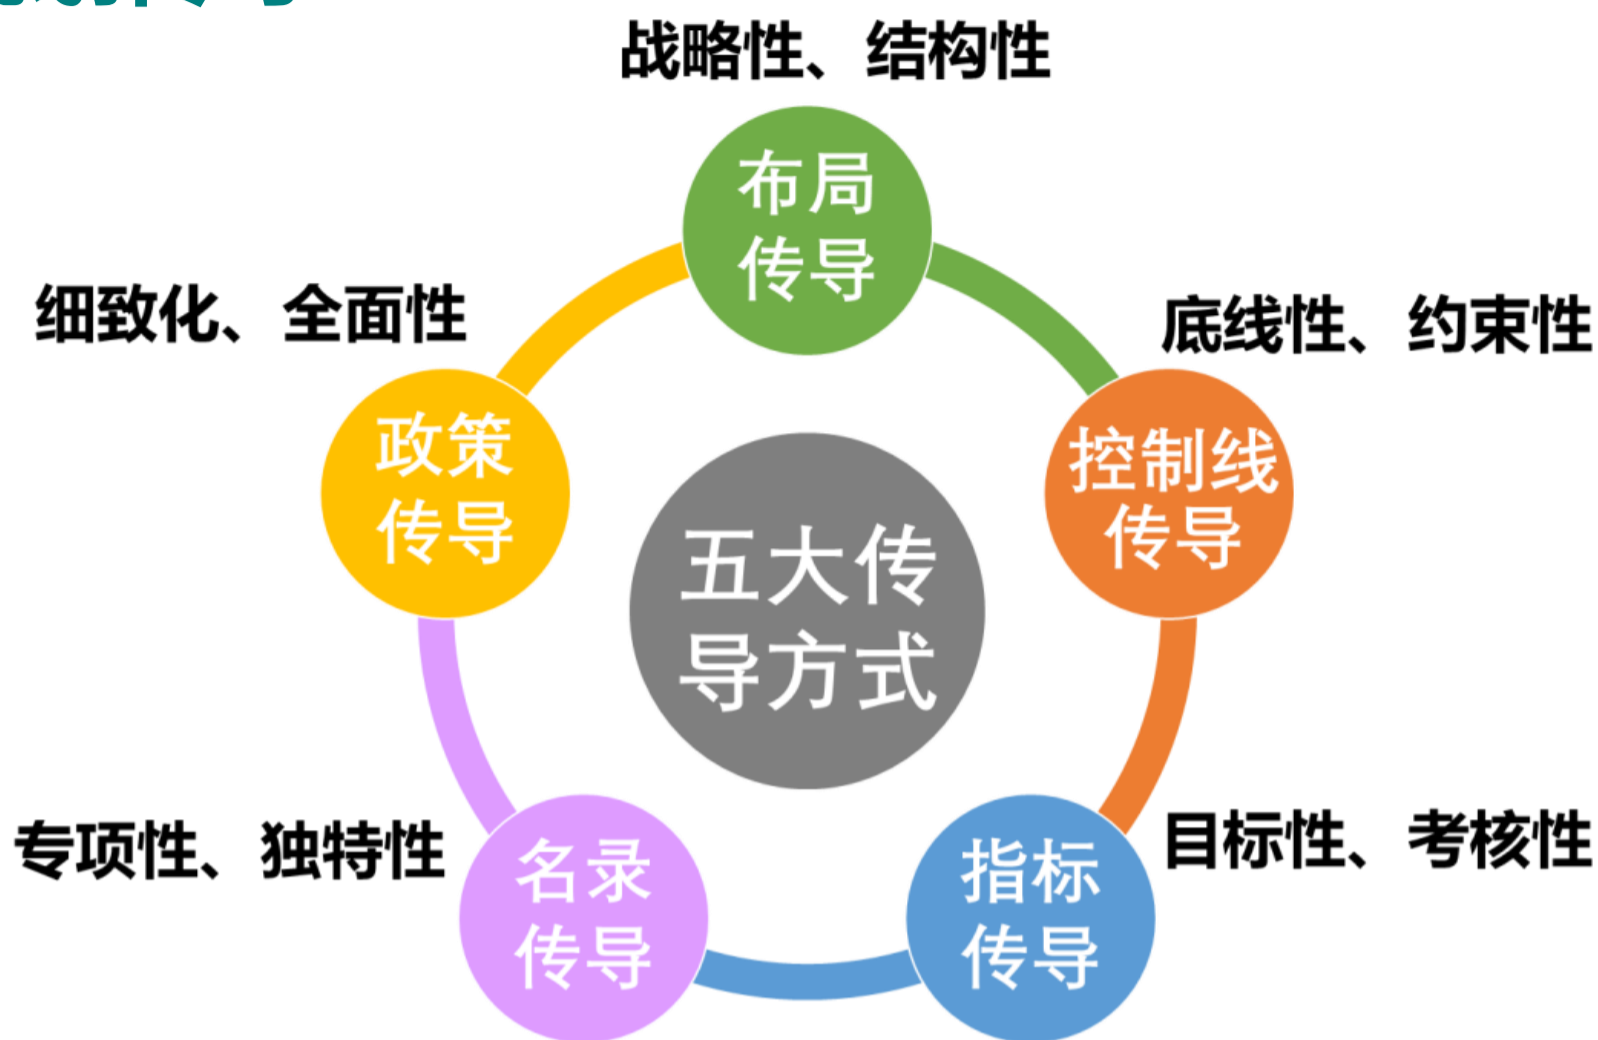 战略性、结构性
布局
传导
细致化、全面性
底线性、约束性
政策
传导
控制线
传导
五大传
导方式
专项性、独特性
目标性、考核性
名录
传导
指标
传导